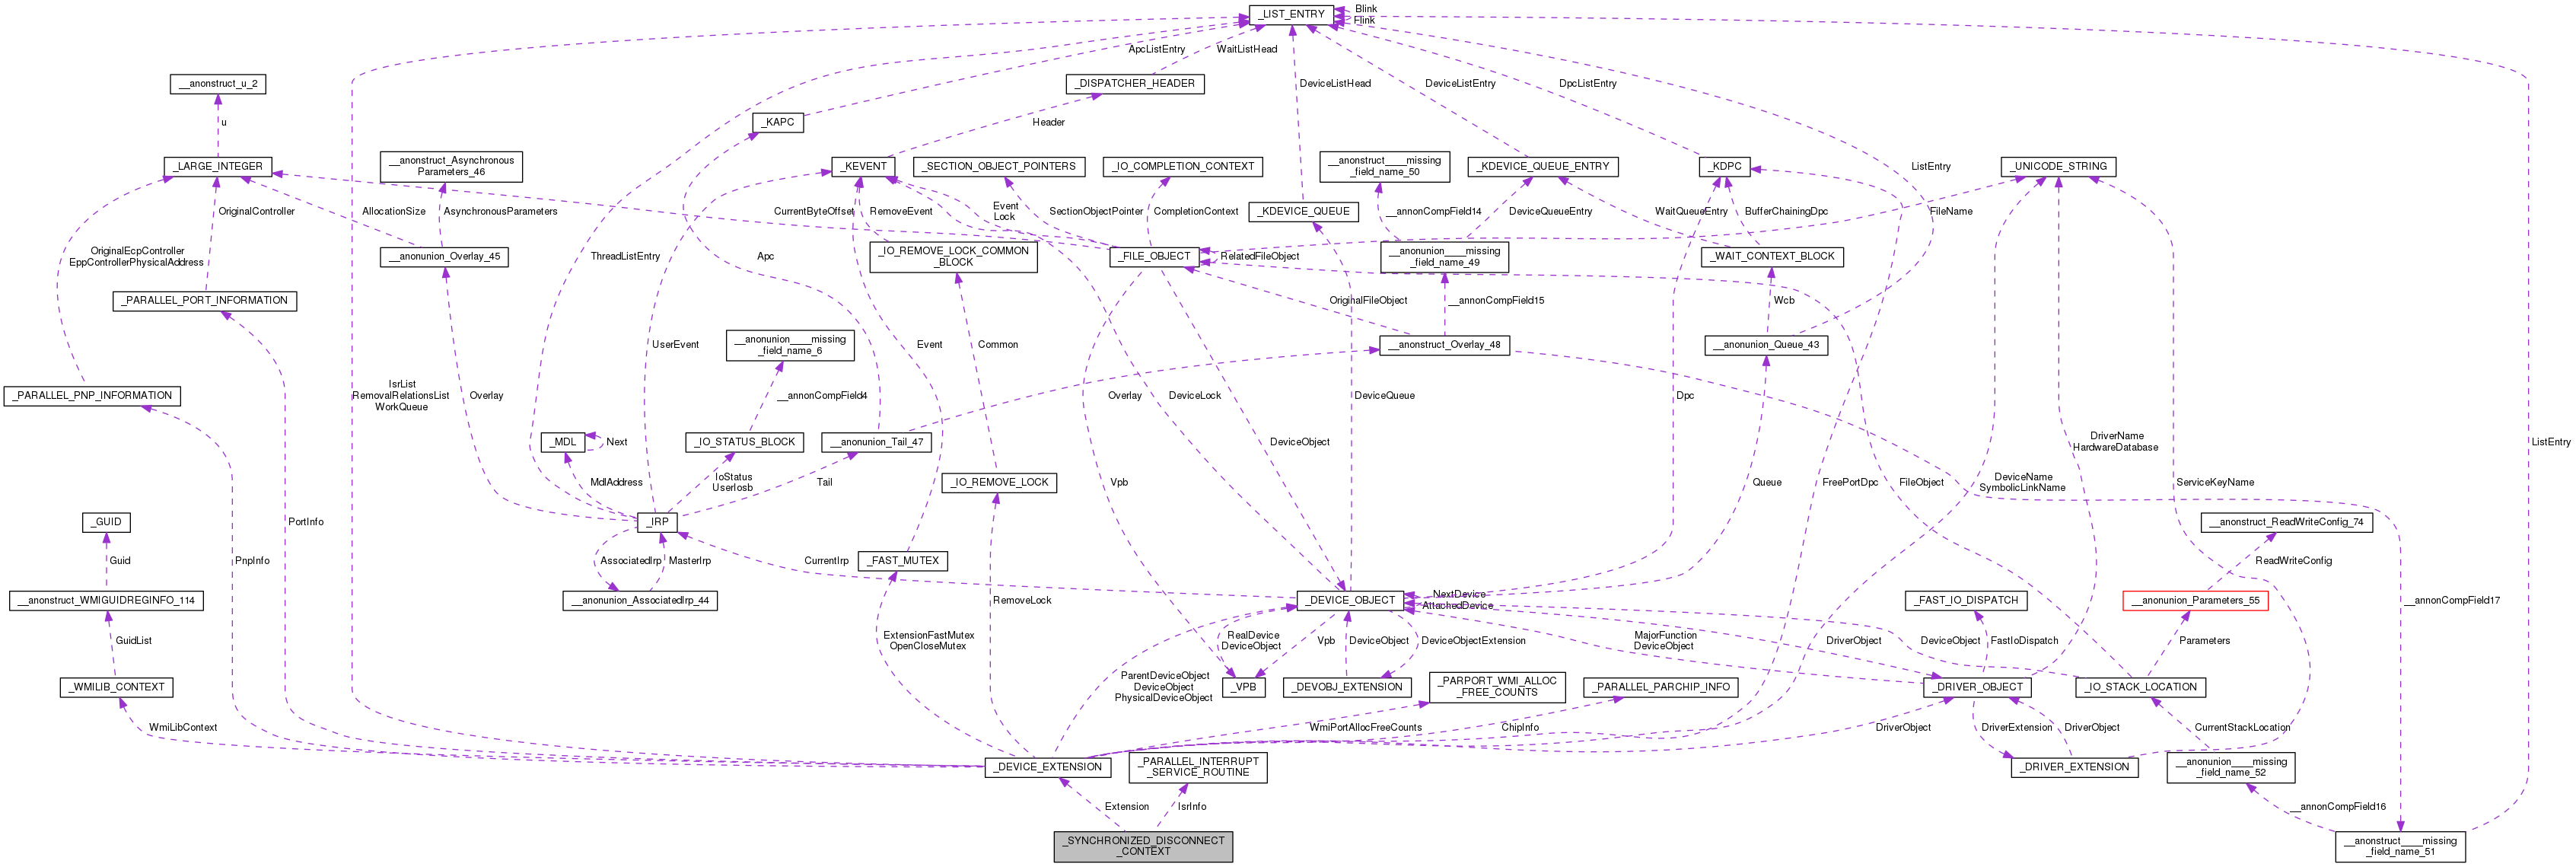 _LIST_ENTRY
Blink
Flink
ApcListEntry
WaitListHead
__anonstruct_u_2
_DISPATCHER_HEADER
DeviceListHead
DeviceListEntry
DpcListEntry
u
_KAPC
Header
_LARGE_INTEGER
__anonstruct_Asynchronous
Parameters_46
_KEVENT
_SECTION_OBJECT_POINTERS
_IO_COMPLETION_CONTEXT
__anonstruct____missing
_field_name_50
_KDEVICE_QUEUE_ENTRY
_KDPC
ListEntry
_UNICODE_STRING
OriginalController
AllocationSize
AsynchronousParameters
CurrentByteOffset
RemoveEvent
Event
Lock
SectionObjectPointer
CompletionContext
_KDEVICE_QUEUE
__annonCompField14
DeviceQueueEntry
WaitQueueEntry
BufferChainingDpc
FileName
OriginalEcpController
EppControllerPhysicalAddress
__anonunion_Overlay_45
ThreadListEntry
Apc
_IO_REMOVE_LOCK_COMMON
_BLOCK
_FILE_OBJECT
RelatedFileObject
__anonunion____missing
_field_name_49
_WAIT_CONTEXT_BLOCK
_PARALLEL_PORT_INFORMATION
OriginalFileObject
__annonCompField15
Wcb
UserEvent
__anonunion____missing
_field_name_6
Event
Common
__anonstruct_Overlay_48
__anonunion_Queue_43
_PARALLEL_PNP_INFORMATION
IsrList
RemovalRelationsList
WorkQueue
Overlay
__annonCompField4
Overlay
DeviceLock
DeviceQueue
Dpc
_MDL
Next
_IO_STATUS_BLOCK
__anonunion_Tail_47
DeviceObject
DriverName
HardwareDatabase
ListEntry
MdlAddress
IoStatus
UserIosb
Tail
_IO_REMOVE_LOCK
Vpb
Queue
FreePortDpc
FileObject
DeviceName
SymbolicLinkName
ServiceKeyName
_GUID
PortInfo
_IRP
__anonstruct_ReadWriteConfig_74
Guid
PnpInfo
AssociatedIrp
MasterIrp
CurrentIrp
_FAST_MUTEX
ReadWriteConfig
__anonstruct_WMIGUIDREGINFO_114
__anonunion_AssociatedIrp_44
RemoveLock
_DEVICE_OBJECT
NextDevice
AttachedDevice
_FAST_IO_DISPATCH
__anonunion_Parameters_55
__annonCompField17
GuidList
ExtensionFastMutex
OpenCloseMutex
RealDevice
DeviceObject
Vpb
DeviceObject
DeviceObjectExtension
MajorFunction
DeviceObject
DriverObject
DeviceObject
FastIoDispatch
Parameters
_WMILIB_CONTEXT
ParentDeviceObject
DeviceObject
PhysicalDeviceObject
_VPB
_DEVOBJ_EXTENSION
_PARPORT_WMI_ALLOC
_FREE_COUNTS
_PARALLEL_PARCHIP_INFO
_DRIVER_OBJECT
_IO_STACK_LOCATION
WmiLibContext
WmiPortAllocFreeCounts
ChipInfo
DriverObject
DriverExtension
DriverObject
CurrentStackLocation
_DEVICE_EXTENSION
_PARALLEL_INTERRUPT
_SERVICE_ROUTINE
_DRIVER_EXTENSION
__anonunion____missing
_field_name_52
Extension
IsrInfo
__annonCompField16
_SYNCHRONIZED_DISCONNECT
_CONTEXT
__anonstruct____missing
_field_name_51